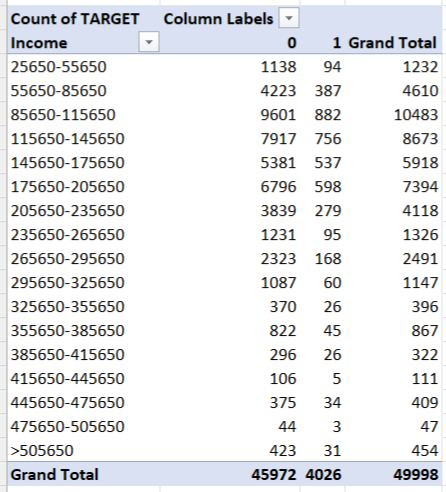 Count of TARGET Column Labels
Income 0 1 Grand Total
25650-55650 1138 94 1232
55650-85650 4223 387 4610
85650-115650 9601 882 10483
115650-145650 7917 756 8673
145650-175650 5381 537 5918
175650-205650 6796 598 7394
205650-235650 3839 279 4118
235650-265650 1231 95 1326
265650-295650 2323 168 2491
295650-325650 1087 60 1147
325650-355650 370 26 396
355650-385650 822 45 867
385650-415650 296 26 322
415650-445650 106 5 111
445650-475650 375 34 409
475650-505650 44 3 47
>505650 423 31 454
Grand Total 45972 4026 49998